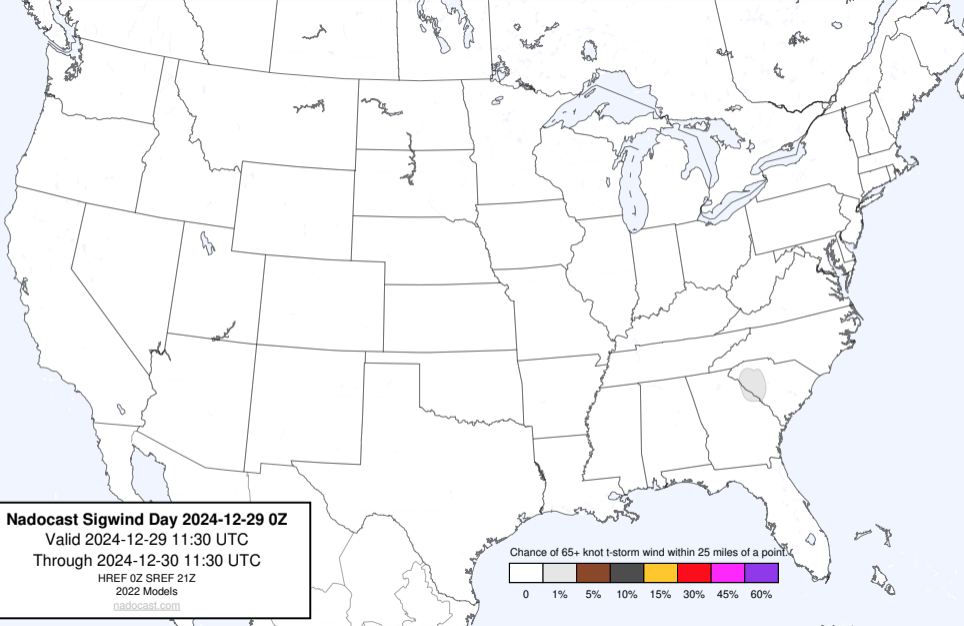 Nadocast Sigwind Day 2024-12-29 0Z
Valid 2024-12-29 11:30 UTC
Through 2024-12-30 11:30 UTC
HREF 0Z SREF 21Z
2022 Models
nadocast.com
Chance of 65+ knot t-storm wind within 25 miles of a point.
0 1% 5% 10% 15% 30% 45% 60%